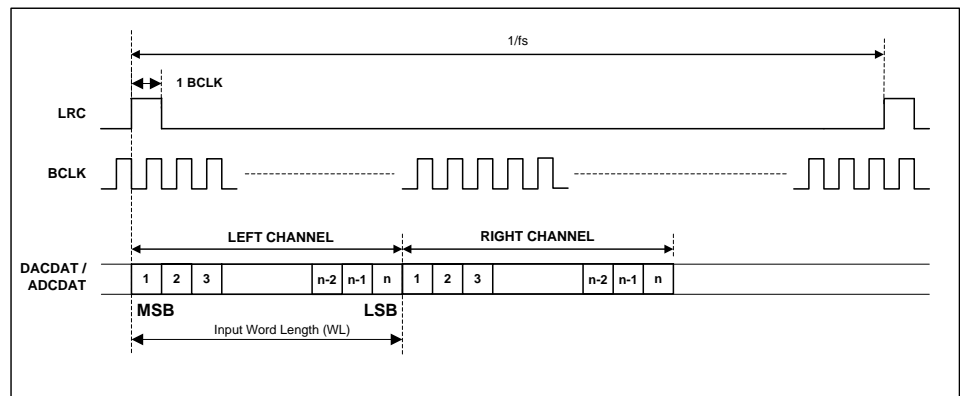 1/fs
1 BCLK
LRC
BCLK
LEFT CHANNEL RIGHT CHANNEL
DACDAT /
ADCDAT
1 2 3 n-2 n-1 n 1 2 3 n-2 n-1 n
MSB LSB
Input Word Length (WL)